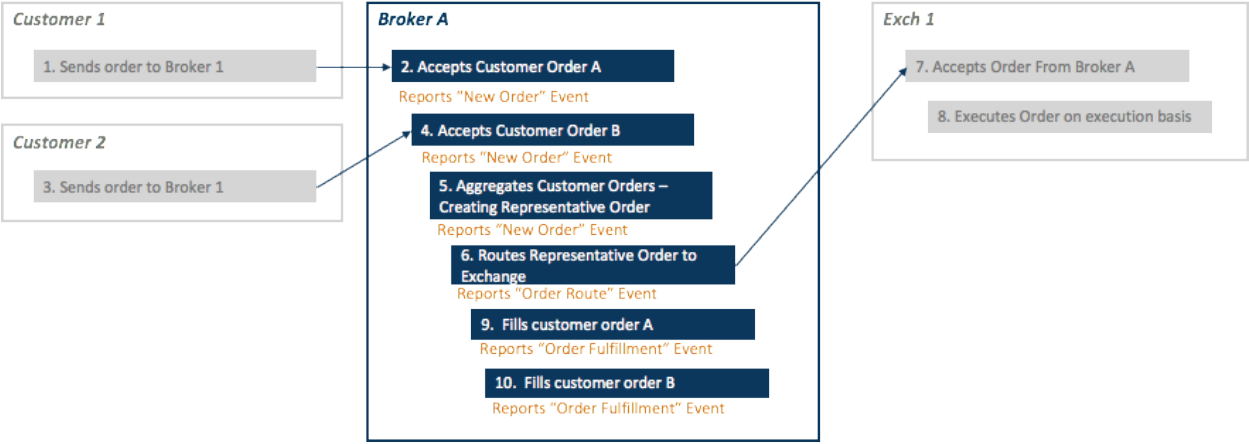 Customer 1
1. Sends order to Broker 1
Customer 2
3. Sends order to Broker 1
Broker A
2. Accepts Customer Order A
Reports "New Order" Event
4. Accepts Customer Order B
Reports "New Order" Event
5. Aggregates Customer Orders –
Creating Representative Order
Reports "New Order" Event
6. Routes Representative Order to
Exchange
Reports "Order Route" Event
9. Fills customer order A
Reports "Order Fulfillment" Event
10. Fills customer order B
Reports "Order Fulfillment" Event
Exch 1
7. Accepts Order From Broker A
8. Executes Order on execution basis